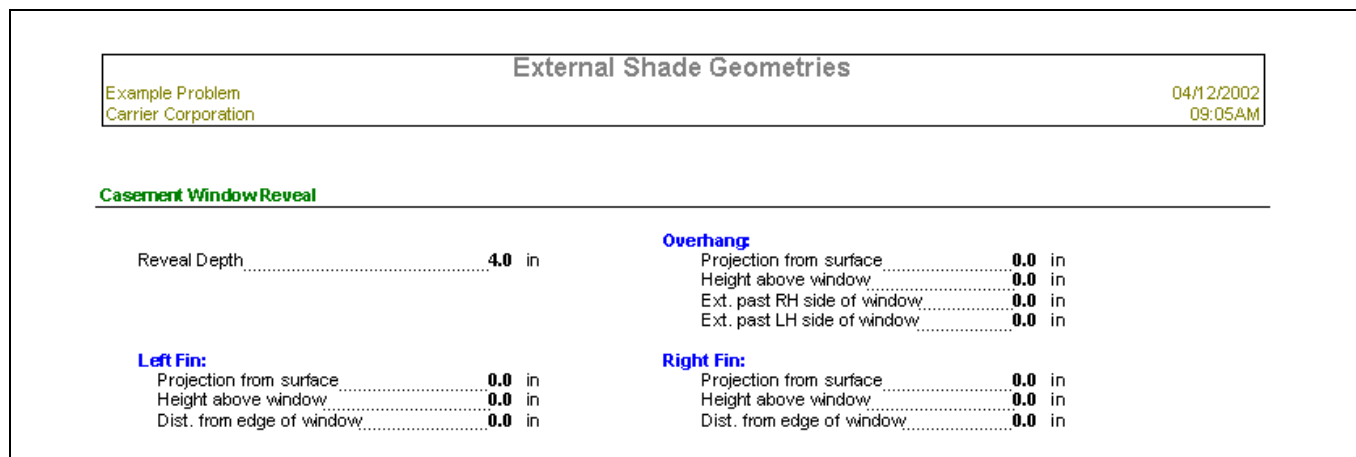 External Shade Geometries
Example Problem 04/12/2002
Carrier Corporation 09:05AM
Casement Window Reveal
Reveal Depth 4.0 in
Overhang:
Projection from surface 0.0 in
Height above window 0.0 in
Ext. past RH side of window 0.0 in
Ext. past LH side of window 0.0 in
Left Fin:
Projection from surface 0.0 in
Height above window 0.0 in
Dist. from edge of window 0.0 in
Right Fin:
Projection from surface 0.0 in
Height above window 0.0 in
Dist. from edge of window 0.0 in